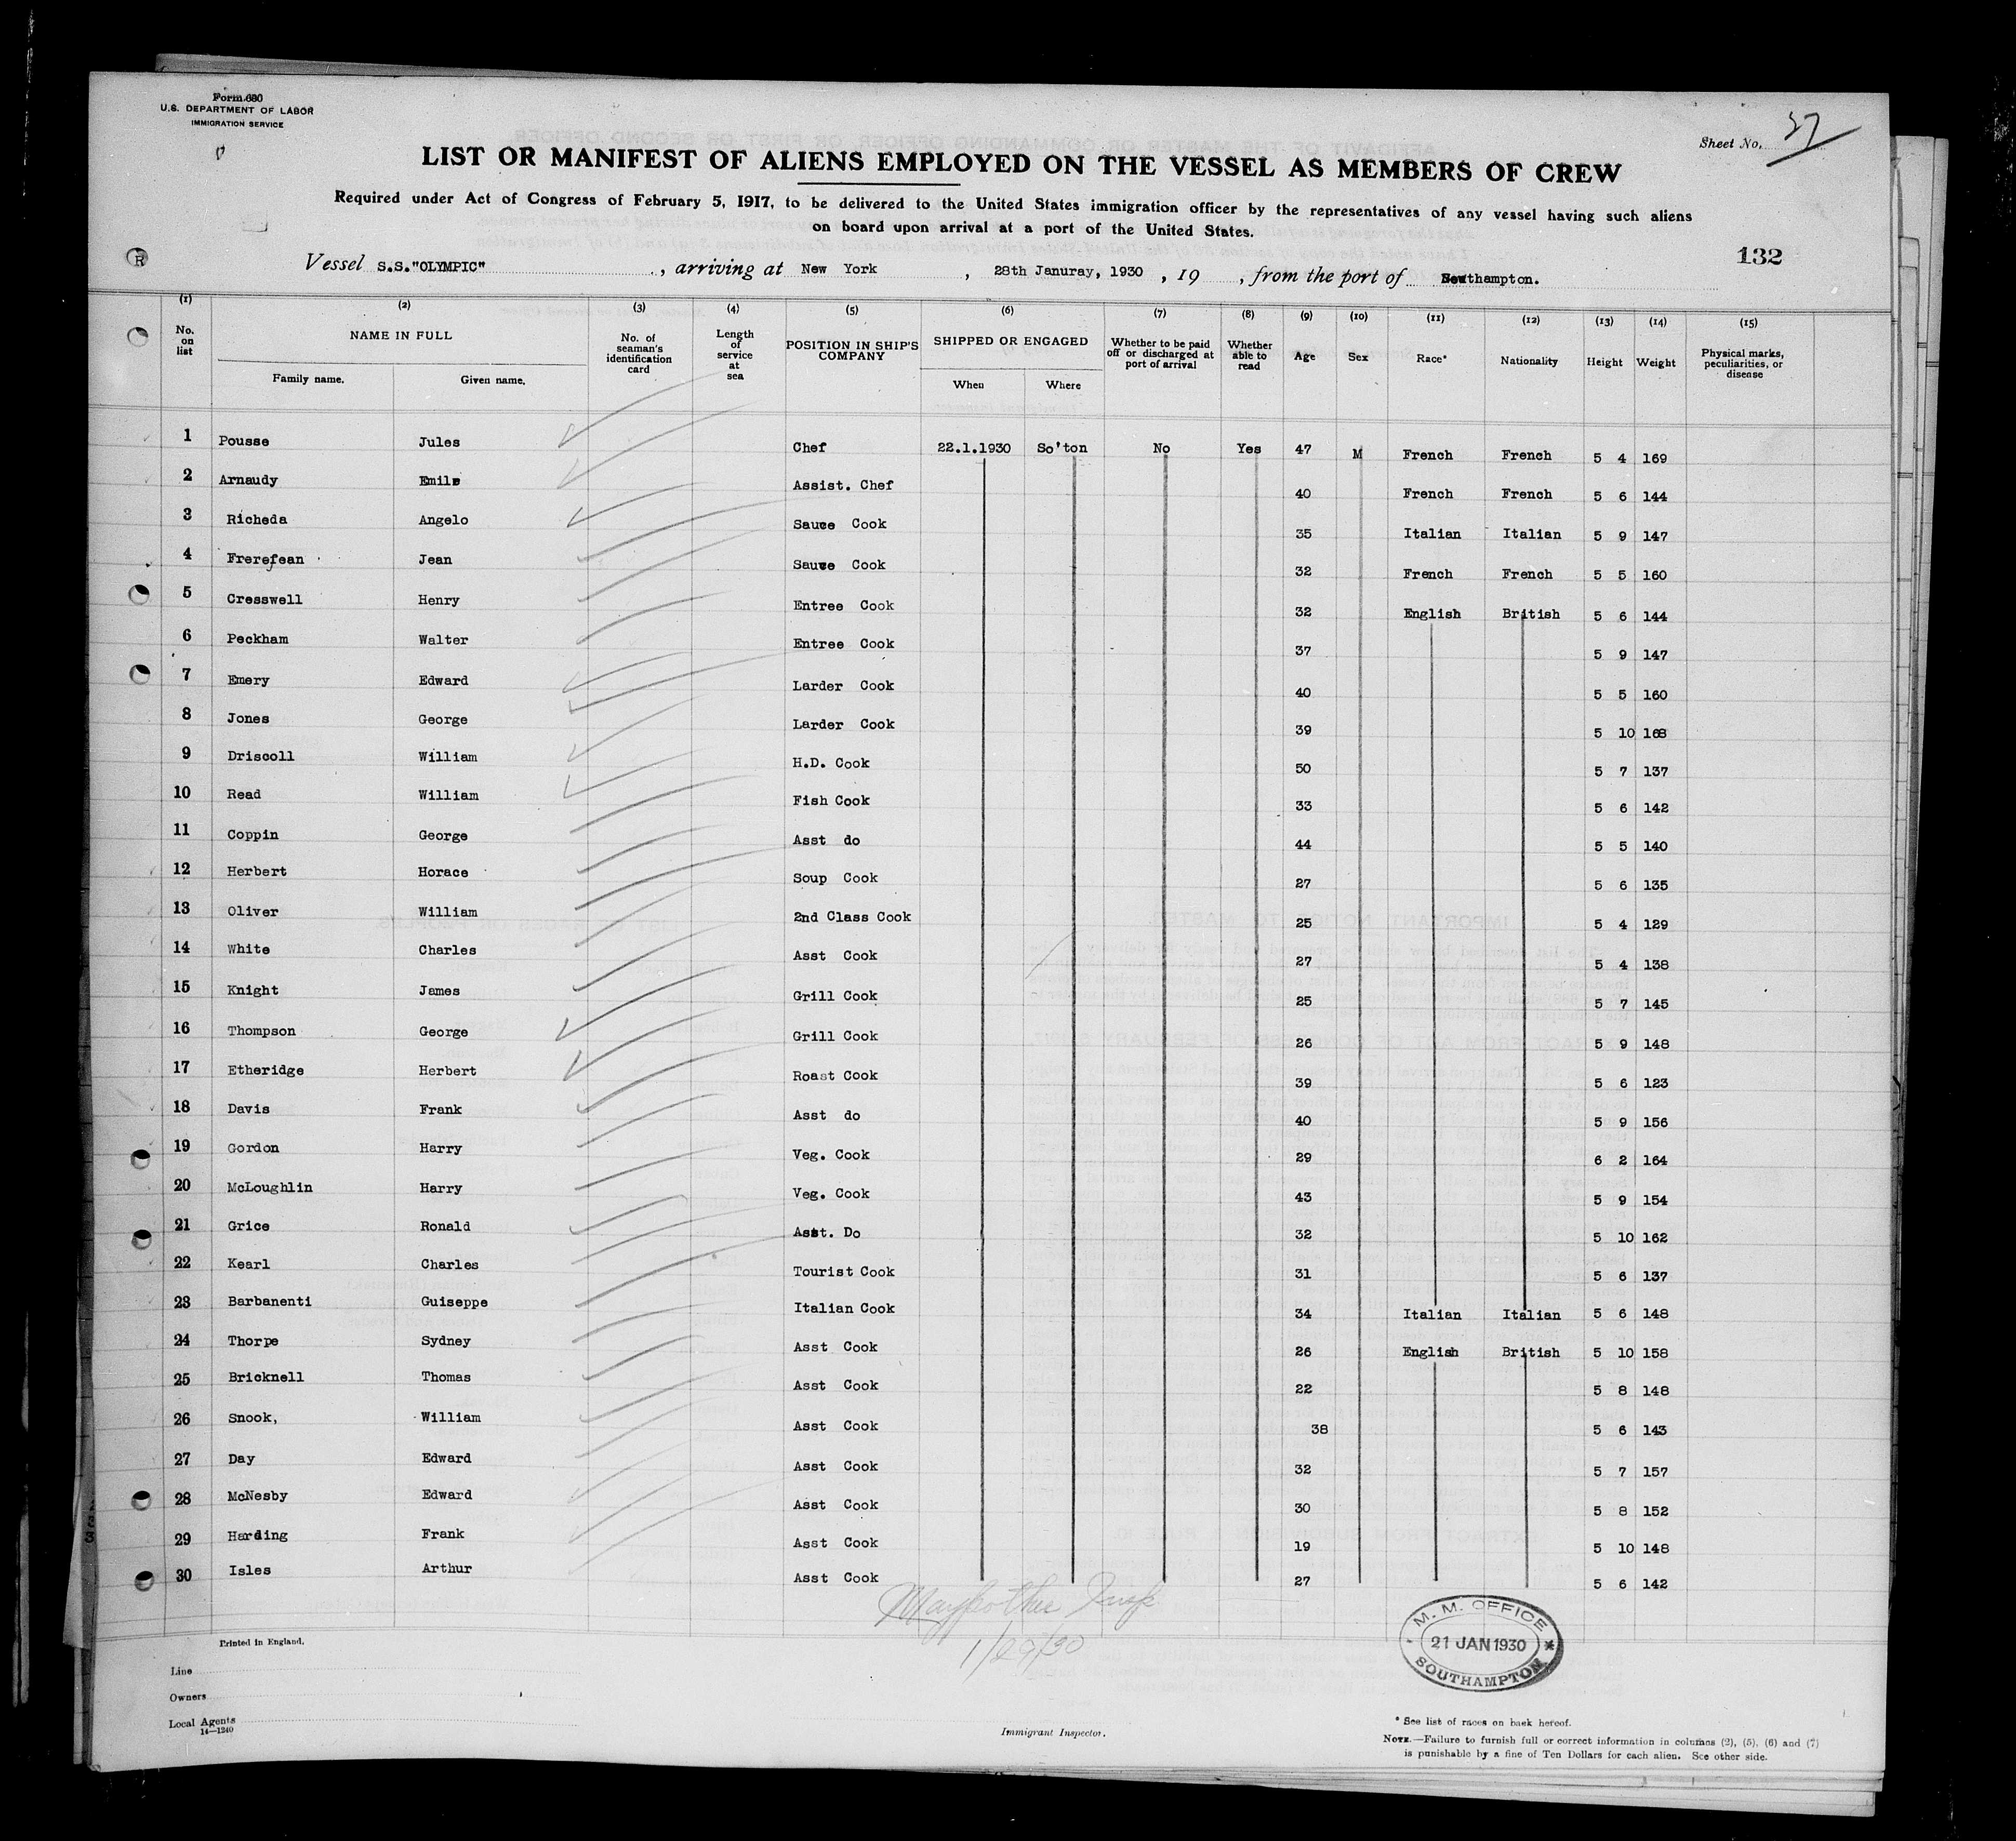 Form 680
U.S. DEPARTMENT OF LABOR
IMMIGRATION SERVICE
Sheet No.
LIST OR MANIFEST OF ALIENS EMPLOYED ON THE VESSEL AS MEMBERS OF CREW
Required under Act of Congress of February 5, 1917, to be delivered to the United States immigration officer by the representatives of any vessel having such aliens
on board upon arrival at a port of the United States.
132
R
Vessel S.S."OLYMPIC" , arriving at New York , 28th Januray, 1930 , 19 , from the port of Southampton.
(1) (2) (3) (4) (5) (6) (7) (8) (9) (10) (11) (12) (13) (14) (15)
No. on list NAME IN FULL Family name. Given name. No. of seaman's identification card Length of service at sea POSITION IN SHIP'S COMPANY SHIPPED OR ENGAGED When Where Whether to be paid off or discharged at port of arrival Whether able to read Age Sex Race* Nationality Height Weight Physical marks, peculiarities, or disease
1 Pousse Jules Chef 22.1.1930 So'ton No Yes 47 M French French 5 4 169
2 Arnaudy Emile Assist. Chef 40 French French 5 6 144
3 Richeda Angelo Sauce Cook 35 Italian Italian 5 9 147
4 Frerefean Jean Sauce Cook 32 French French 5 5 160
5 Cresswell Henry Entree Cook 32 English British 5 6 144
6 Peckham Walter Entree Cook 37 5 9 147
7 Emery Edward Larder Cook 40 5 5 160
8 Jones George Larder Cook 39 5 10 168
9 Driscoll William H.D. Cook 50 5 7 137
10 Read William Fish Cook 33 5 6 142
11 Coppin George Asst do 44 5 5 140
12 Herbert Horace Soup Cook 27 5 6 135
13 Oliver William 2nd Class Cook 25 5 4 129
14 White Charles Asst Cook 27 5 4 138
15 Knight James Grill Cook 25 5 7 145
16 Thompson George Grill Cook 26 5 9 148
17 Etheridge Herbert Roast Cook 39 5 6 123
18 Davis Frank Asst do 40 5 9 156
19 Gordon Harry Veg. Cook 29 6 2 164
20 McLoughlin Harry Veg. Cook 43 5 9 154
21 Grice Ronald Asst. Do 32 5 10 162
22 Kearl Charles Tourist Cook 31 5 6 137
23 Barbanenti Guiseppe Italian Cook 34 Italian Italian 5 6 148
24 Thorpe Sydney Asst Cook 26 English British 5 10 158
25 Bricknell Thomas Asst Cook 22 5 8 148
26 Snook, William Asst Cook 38 5 6 143
27 Day Edward Asst Cook 32 5 7 157
28 McNesby Edward Asst Cook 30 5 8 152
29 Harding Frank Asst Cook 19 5 10 148
30 Isles Arthur Asst Cook 27 5 6 142
1/29/30
M. M. OFFICE
21 JAN 1930
SOUTHAMPTON
Printed in England.
Line
Owners
Local Agents
14—1240
Immigrant Inspector.
* See list of races on back hereof.
NOTE.—Failure to furnish full or correct information in columns (2), (5), (6) and (7)
is punishable by a fine of Ten Dollars for each alien. See other side.